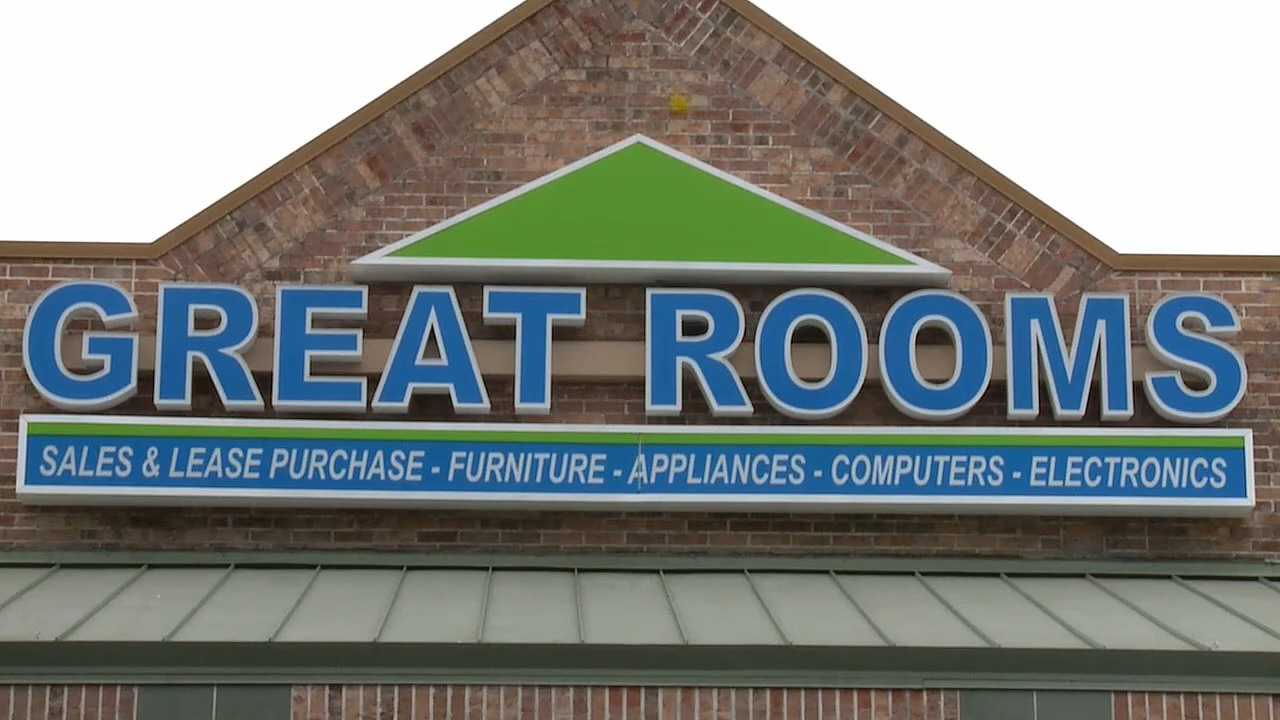 GREAT ROOMS
SALES & LEASE PURCHASE - FURNITURE - APPLIANCES - COMPUTERS - ELECTRONICS